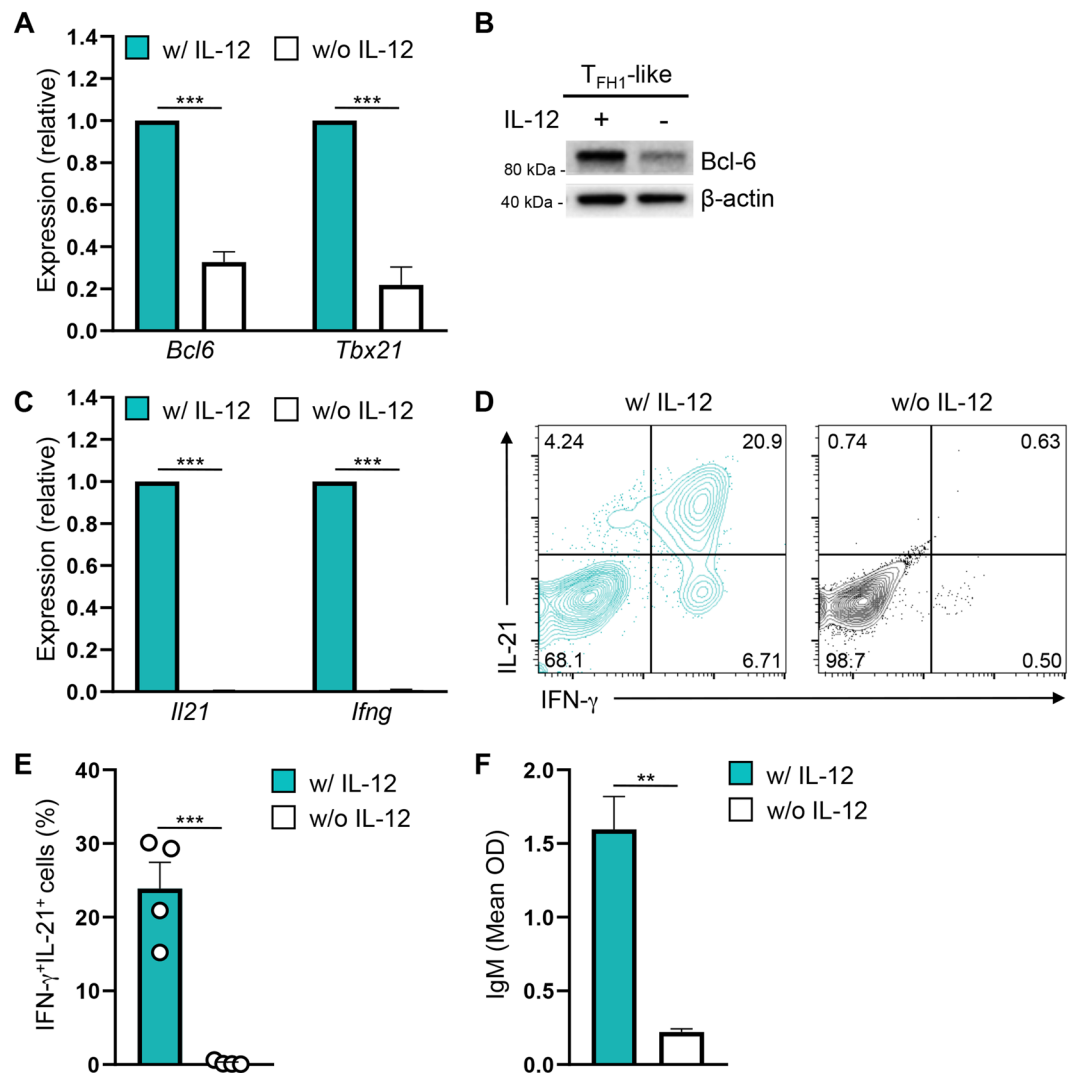 A
w/ IL-12 w/o IL-12
Expression (relative)
1.4
1.2
1.0
0.8
0.6
0.4
0.2
0.0
***
***
Bcl6 Tbx21
B
TFH1-like
IL-12 + -
80 kDa - Bcl-6
40 kDa - β-actin
C
w/ IL-12 w/o IL-12
Expression (relative)
1.4
1.2
1.0
0.8
0.6
0.4
0.2
0.0
***
***
Il21 Ifng
D
w/ IL-12 w/o IL-12
4.24 20.9 0.74 0.63
68.1 6.71 98.7 0.50
IL-21
IFN-γ
E
w/ IL-12
w/o IL-12
IFN-γ+IL-21+ cells (%)
40
30
20
10
0
***
F
w/ IL-12
w/o IL-12
IgM (Mean OD)
2.0
1.5
1.0
0.5
0.0
**